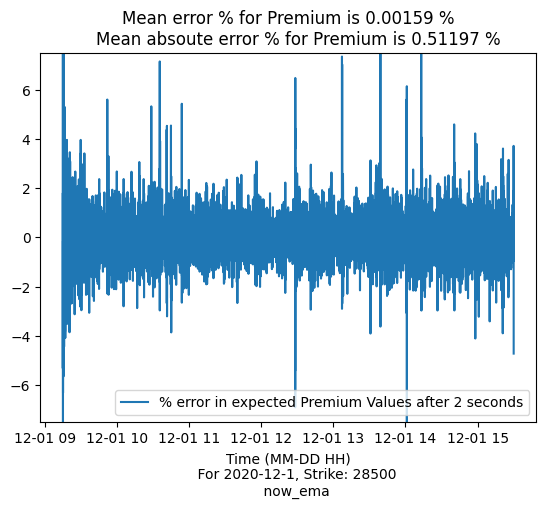 Mean error % for Premium is 0.00159 %
Mean absoute error % for Premium is 0.51197 %
6
4
2
0
−2
−4
−6
% error in expected Premium Values after 2 seconds
12-01 09 12-01 10 12-01 11 12-01 12 12-01 13 12-01 14 12-01 15
Time (MM-DD HH)
For 2020-12-1, Strike: 28500
now_ema